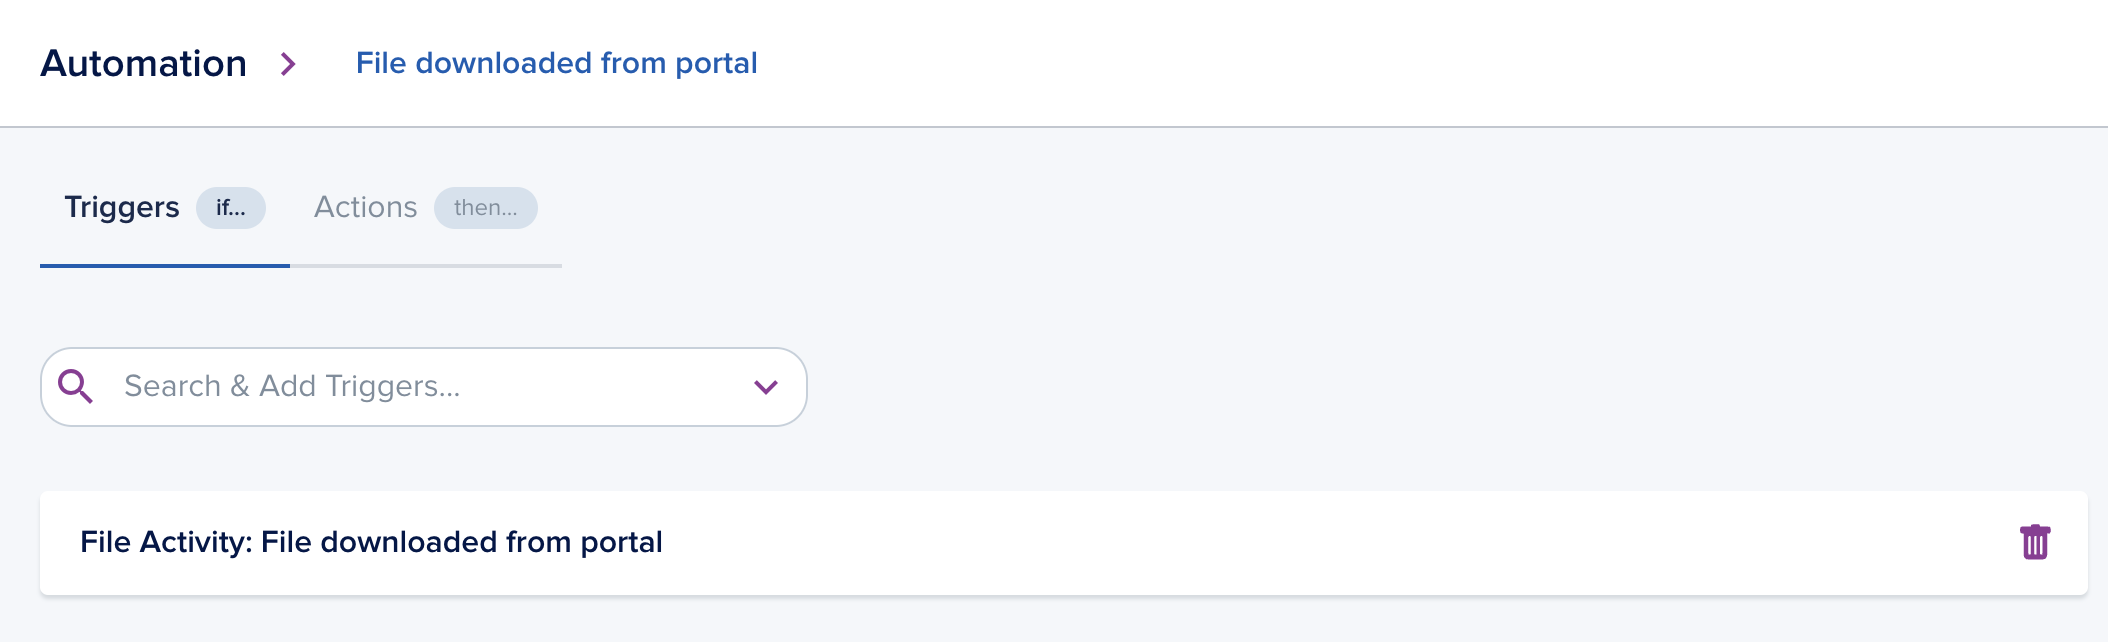 Automation
File downloaded from portal
Triggers if...
Actions then...
Search & Add Triggers...
File Activity: File downloaded from portal